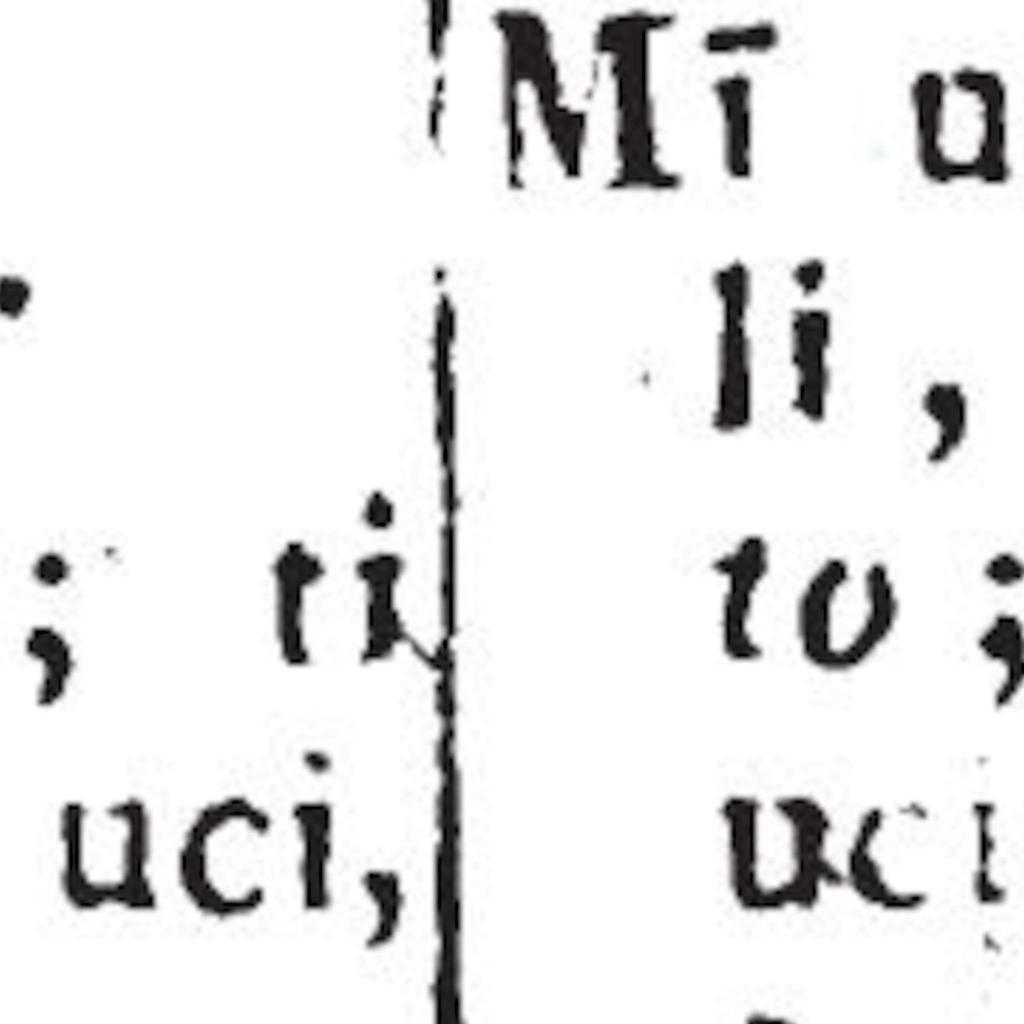 Mī u
li ,
; ti to ;
uci, uci